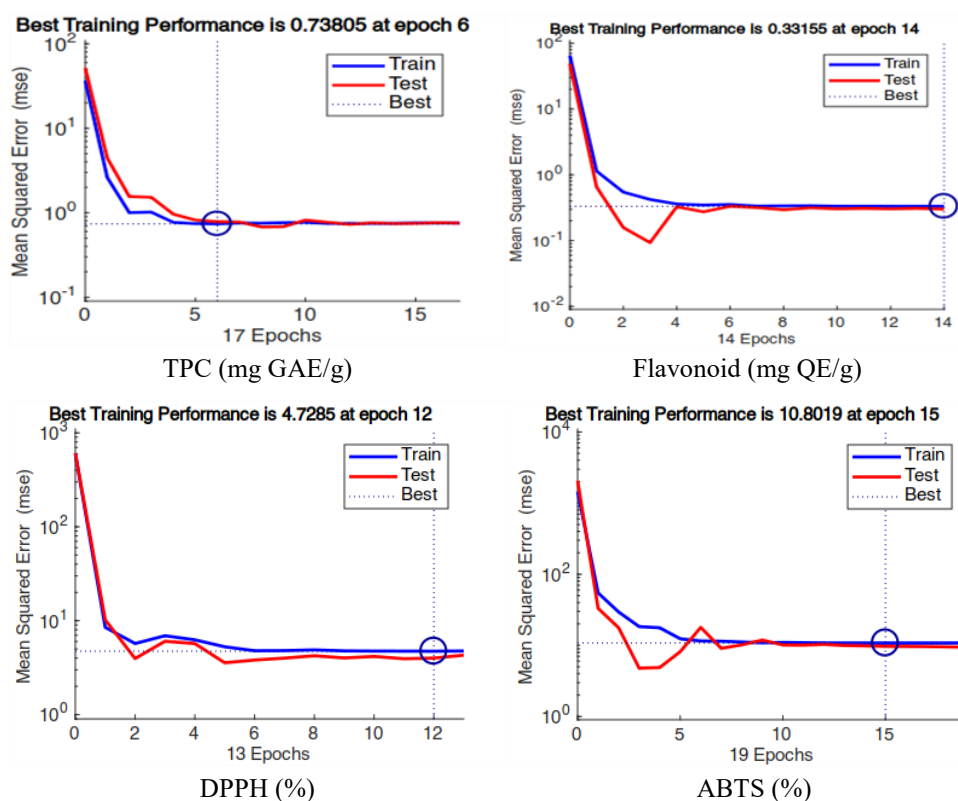 Best Training Performance is 0.73805 at epoch 6
Mean Squared Error (mse)
10^2
10^1
10^0
10^-1
Train
Test
Best
0 5 10 15
17 Epochs
TPC (mg GAE/g)
Best Training Performance is 0.33155 at epoch 14
Mean Squared Error (mse)
10^2
10^1
10^0
10^-1
10^-2
Train
Test
Best
0 2 4 6 8 10 12 14
14 Epochs
Flavonoid (mg QE/g)
Best Training Performance is 4.7285 at epoch 12
Mean Squared Error (mse)
10^3
10^2
10^1
10^0
Train
Test
Best
0 2 4 6 8 10 12
13 Epochs
DPPH (%)
Best Training Performance is 10.8019 at epoch 15
Mean Squared Error (mse)
10^4
10^2
10^0
Train
Test
Best
0 5 10 15
19 Epochs
ABTS (%)